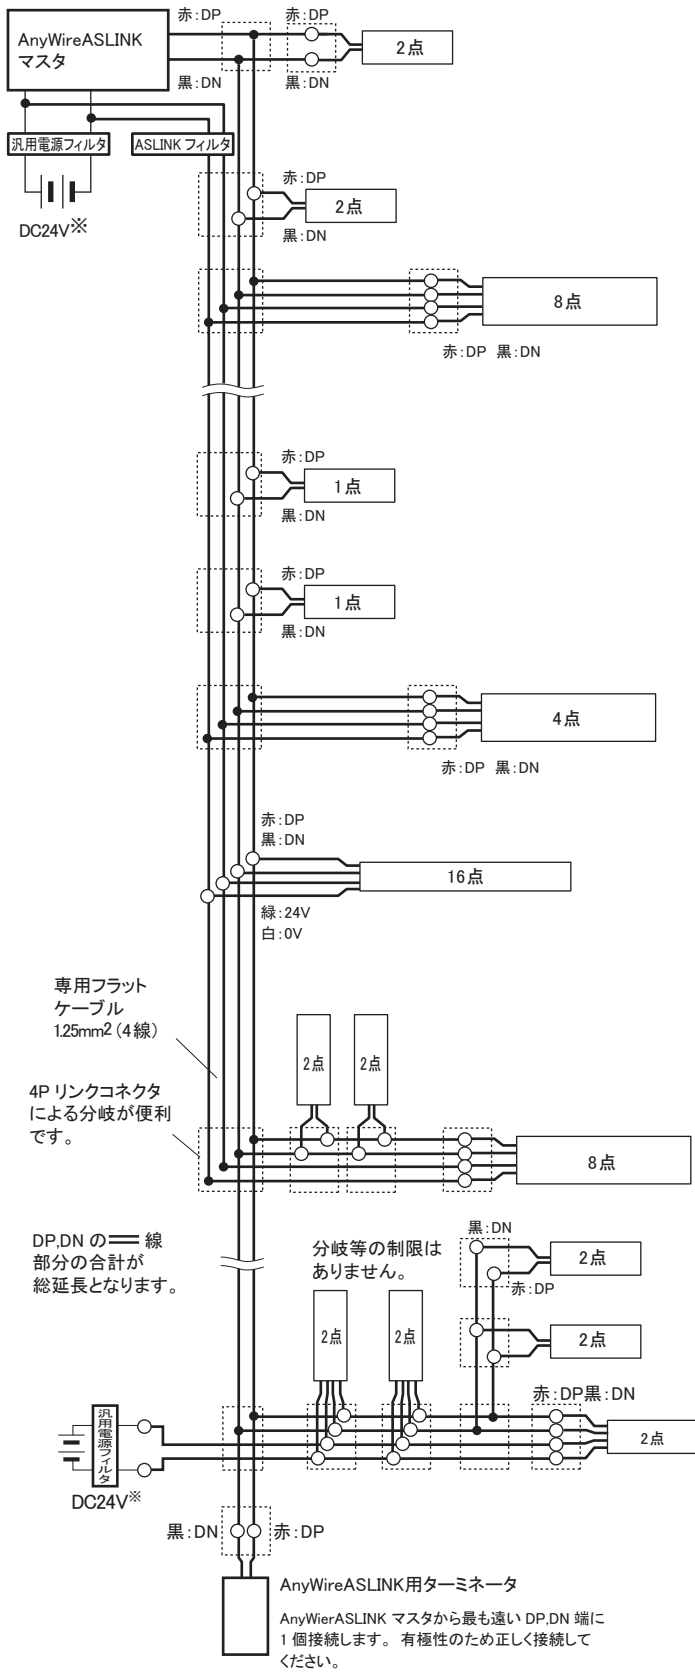 赤:DP
赤:DP
AnyWireASLINK
マスタ
2点
黒:DN
黒:DN
汎用電源フィルタ
ASLINK フィルタ
DC24V※
赤:DP
2点
黒:DN
8点
赤:DP 黒:DN
赤:DP
1点
黒:DN
赤:DP
1点
黒:DN
4点
赤:DP 黒:DN
赤:DP
黒:DN
16点
緑:24V
白:0V
専用フラット
ケーブル
1.25mm2 (4線)
2点
2点
4P リンクコネクタ
による分岐が便利
です。
8点
DP,DN の 線
部分の合計が
総延長となります。
分岐等の制限は
ありません。
黒:DN
2点
赤:DP
2点
2点
2点
赤:DP黒:DN
2点
汎用電源フィルタ
DC24V※
黒:DN
赤:DP
AnyWireASLINK用ターミネータ
AnyWierASLINK マスタから最も遠い DP,DN 端に
1 個接続します。 有極性のため正しく接続して
ください。